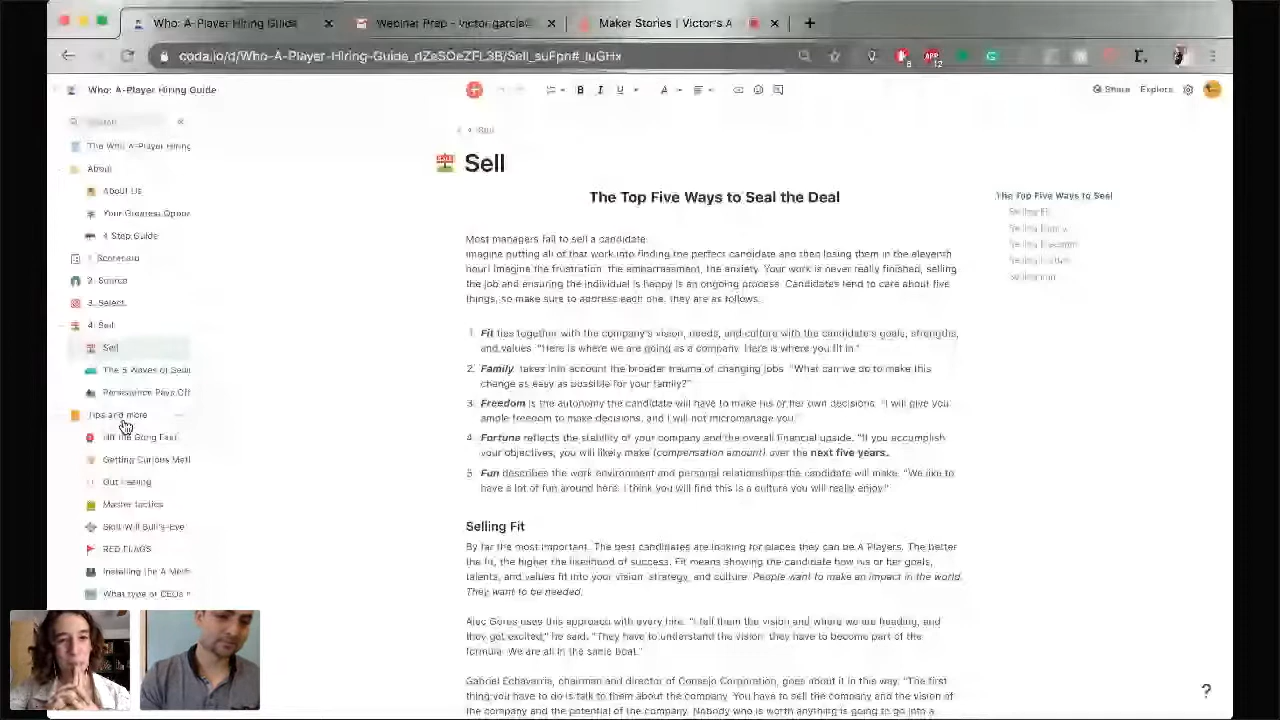 Who: A-Player Hiring Guide
Webinar Prep - victor.garcia
Maker Stories | Victor's A
coda.io/d/Who-A-Player-Hiring-Guide_
Who: A-Player Hiring Guide
B
I
U
A
Share
Explore
Search
Sell
The Who A-Player Hiring
Sell
About
About Us
The Top Five Ways to Seal the Deal
The Top Five Ways to Seal
Your Greatest Oppor
4 Step Guide
Most managers fail to sell a candidate.
Imagine putting all of that work into finding the perfect candidate and then losing them in the eleventh
hour! Imagine the frustration, the embarrassment, the anxiety. Your work is never really finished, selling
the job and ensuring the individual is happy is an ongoing process. Candidates tend to care about five
things, so make sure to address each one, they are as follows.
1. Scorecard
2. Source
3. Select
4. Sell
Sell
The 5 Waves of Sellin
Persistence Pays Off
Tips and more
Hit the Gong Fast
Getting Curious
Master Tactics
Skill-Will Bull's-Eye
RED FLAGS
Installing the A Meth
What type of CEOs
1. Fit ties together with the company's vision, needs, and culture with the candidate's goals, strengths,
and values. "Here is where we are going as a company. Here is where you fit in."
2. Family takes into account the broader trauma of changing jobs. "What can we do to make this
change as easy as possible for your family?"
3. Freedom is the autonomy the candidate will have to make his or her own decisions. "I will give you
ample freedom to make decisions, and I will not micromanage you."
4. Fortune reflects the stability of your company and the overall financial upside. "If you accomplish
your objectives, you will likely make (compensation amount) over the next five years.
5. Fun describes the work environment and personal relationships the candidate will make. "We like to
have a lot of fun around here. I think you will find this is a culture you will really enjoy."
Selling Fit
By far the most important. The best candidates are looking for places they can be A Players. The better
the fit, the higher the likelihood of success. Fit means showing the candidate how his or her goals,
talents, and values fit into your vision, strategy, and culture. People want to make an impact in the world.
They want to be needed.
Alec Gores uses this approach with every hire. "I tell them the vision and where we are heading, and
they get excited," he said. "They have to understand the vision; they have to become part of the
formula. We are all in the same boat."
Gabriel Echavarria, chairman and director of Consejo Corporation, goes about it in this way. "The first
thing you have to do is talk to them about the company. You have to sell the company and the vision of
the company and the potential of the company. Nobody who is worth anything is going to go into a
?